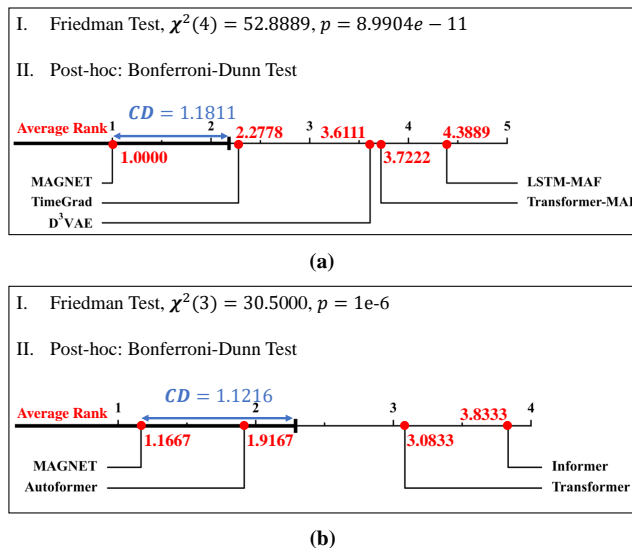 I. Friedman Test, χ²(4) = 52.8889, p = 8.9904e − 11
II. Post-hoc: Bonferroni-Dunn Test
CD = 1.1811
Average Rank 1 2 2.2778 3 3.6111 4 4.3889 5
1.0000 3.7222
MAGNET LSTM-MAF
TimeGrad Transformer-MAF
D³VAE
(a)
I. Friedman Test, χ²(3) = 30.5000, p = 1e-6
II. Post-hoc: Bonferroni-Dunn Test
CD = 1.1216
Average Rank 1 2 3 3.8333 4
1.1667 1.9167 3.0833
MAGNET Informer
Autoformer Transformer
(b)